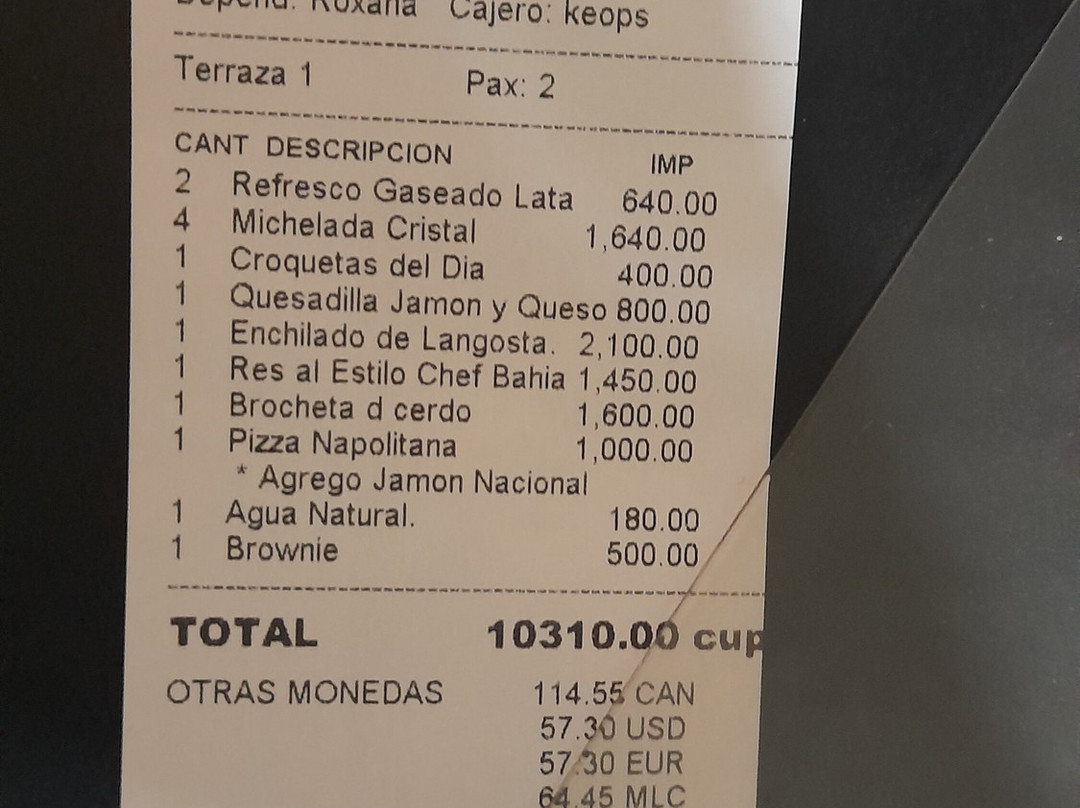 Depend: Roxana Cajero: keops
Terraza 1 Pax: 2
CANT DESCRIPCION IMP
2 Refresco Gaseado Lata 640.00
4 Michelada Cristal 1,640.00
1 Croquetas del Dia 400.00
1 Quesadilla Jamon y Queso 800.00
1 Enchilado de Langosta. 2,100.00
1 Res al Estilo Chef Bahia 1,450.00
1 Brocheta d cerdo 1,600.00
1 Pizza Napolitana 1,000.00
* Agrego Jamon Nacional
1 Agua Natural. 180.00
1 Brownie 500.00
TOTAL 10310.00 cup
OTRAS MONEDAS 114.55 CAN
57.30 USD
57.30 EUR
64.45 MLC